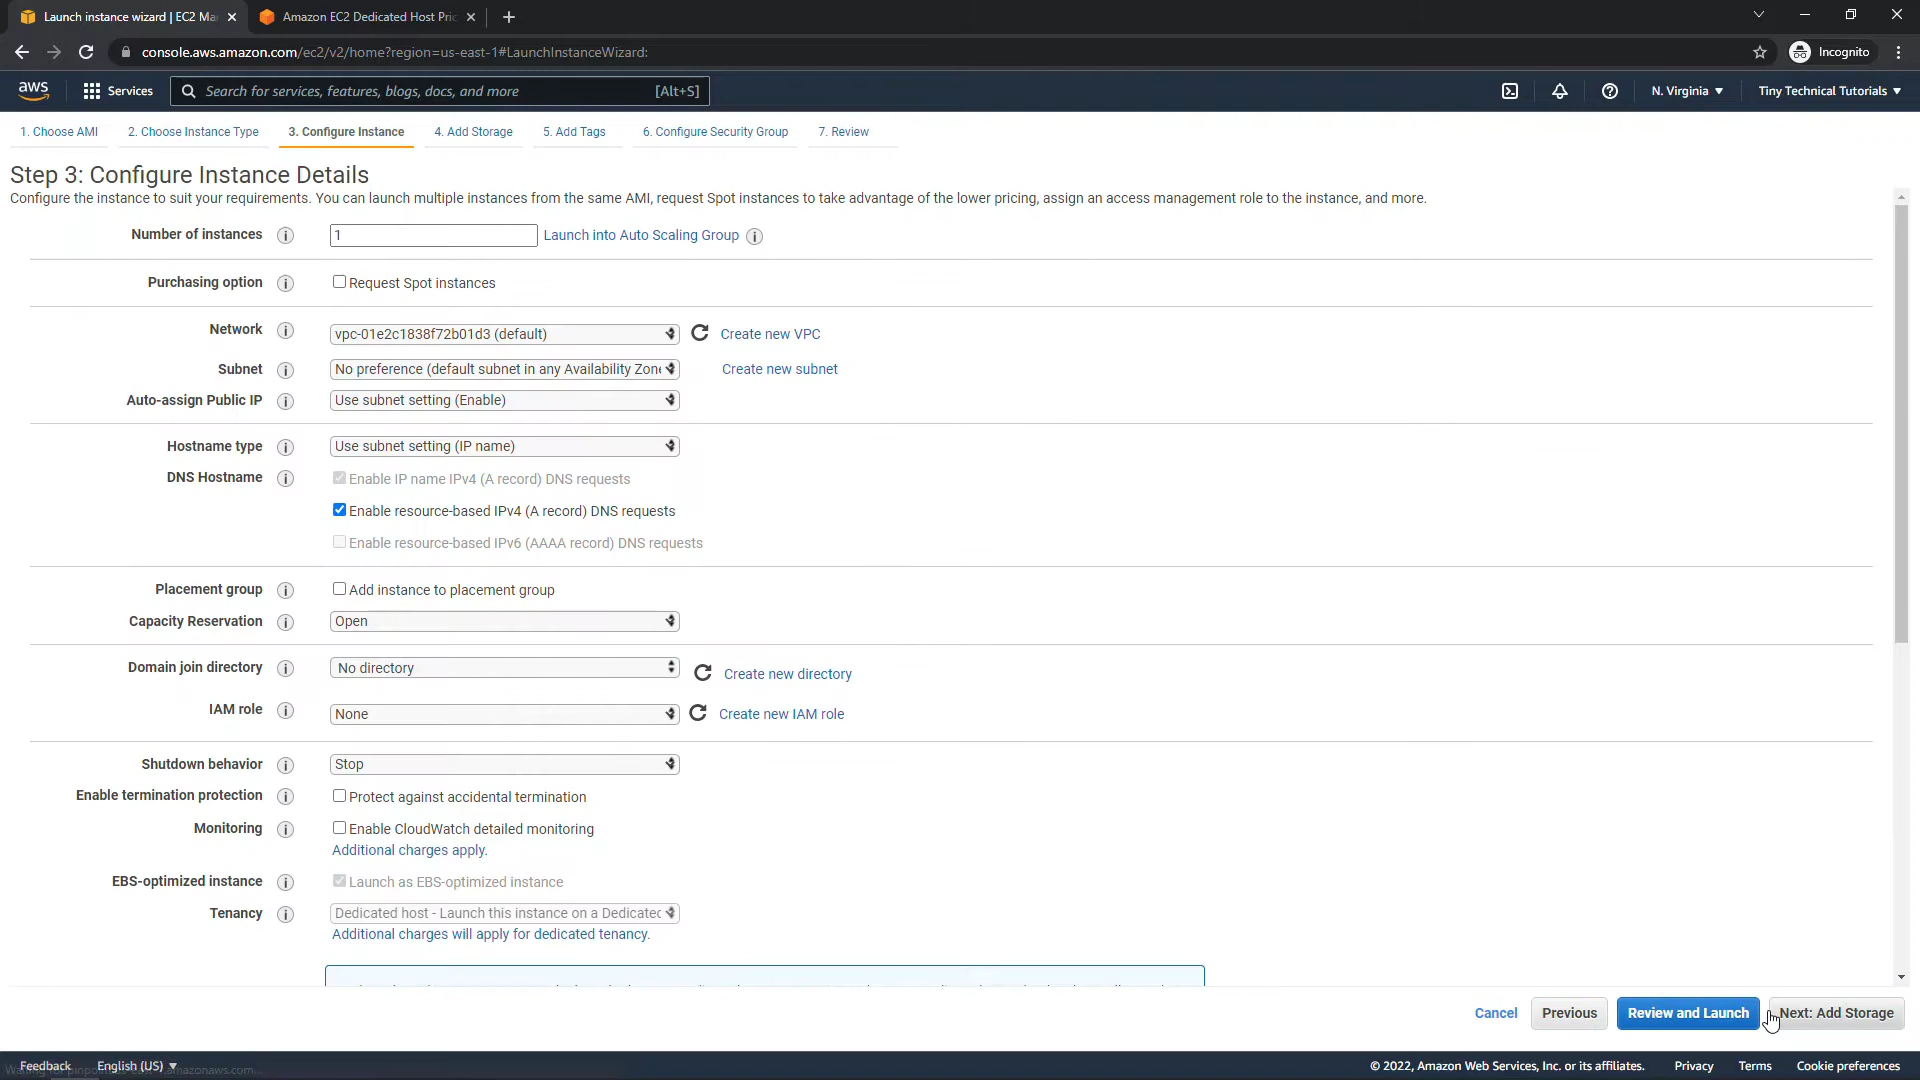 Launch instance wizard | EC2 Ma
Amazon EC2 Dedicated Host Pric
console.aws.amazon.com/ec2/v2/home?region=us-east-1#LaunchInstanceWizard:
Incognito
aws
Services
Search for services, features, blogs, docs, and more
[Alt+S]
N. Virginia
Tiny Technical Tutorials
1. Choose AMI
2. Choose Instance Type
3. Configure Instance
4. Add Storage
5. Add Tags
6. Configure Security Group
7. Review
Step 3: Configure Instance Details
Configure the instance to suit your requirements. You can launch multiple instances from the same AMI, request Spot instances to take advantage of the lower pricing, assign an access management role to the instance, and more.
Number of instances
1
Launch into Auto Scaling Group
Purchasing option
Request Spot instances
Network
vpc-01e2c1838f72b01d3 (default)
Create new VPC
Subnet
No preference (default subnet in any Availability Zone
Create new subnet
Auto-assign Public IP
Use subnet setting (Enable)
Hostname type
Use subnet setting (IP name)
DNS Hostname
Enable IP name IPv4 (A record) DNS requests
Enable resource-based IPv4 (A record) DNS requests
Enable resource-based IPv6 (AAAA record) DNS requests
Placement group
Add instance to placement group
Capacity Reservation
Open
Domain join directory
No directory
Create new directory
IAM role
None
Create new IAM role
Shutdown behavior
Stop
Enable termination protection
Protect against accidental termination
Monitoring
Enable CloudWatch detailed monitoring
Additional charges apply.
EBS-optimized instance
Launch as EBS-optimized instance
Tenancy
Dedicated host - Launch this instance on a Dedicated
Additional charges will apply for dedicated tenancy.
Cancel
Previous
Review and Launch
Next: Add Storage
Feedback
English (US)
© 2022, Amazon Web Services, Inc. or its affiliates.
Privacy
Terms
Cookie preferences